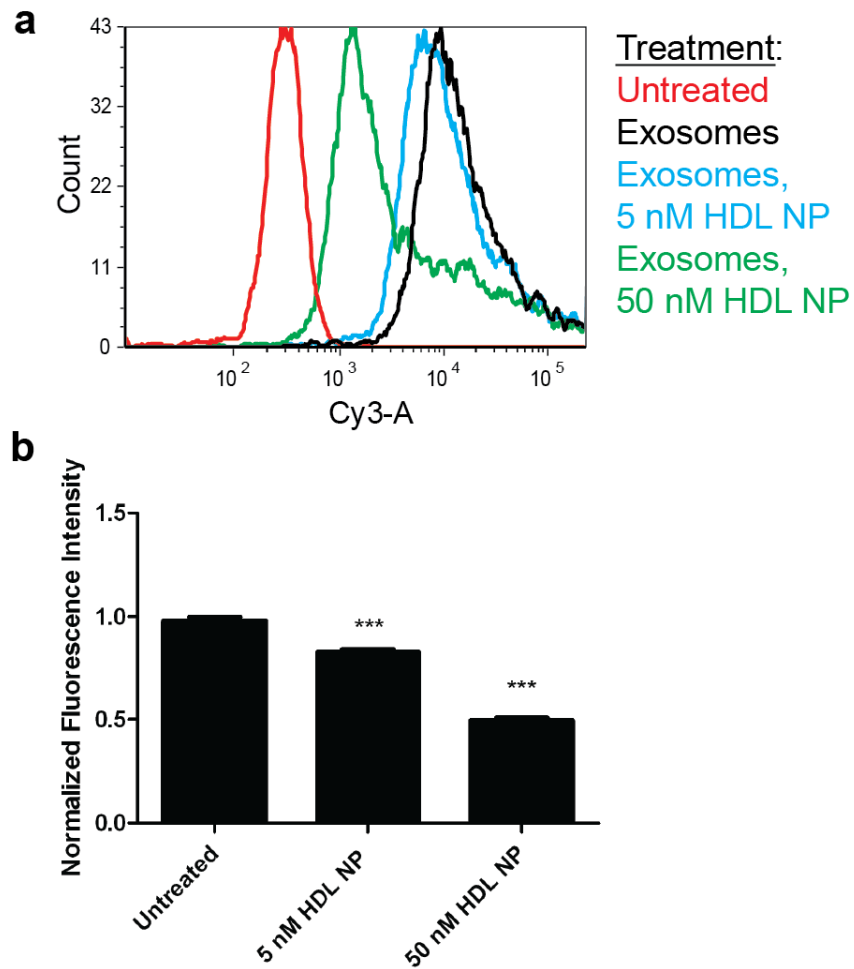 a
43
32
22
11
0
Count
10^2
10^3
10^4
10^5
Cy3-A
Treatment:
Untreated
Exosomes
Exosomes,
5 nM HDL NP
Exosomes,
50 nM HDL NP
b
Normalized Fluorescence Intensity
1.5
1.0
0.5
0.0
***
***
Untreated
5 nM HDL NP
50 nM HDL NP